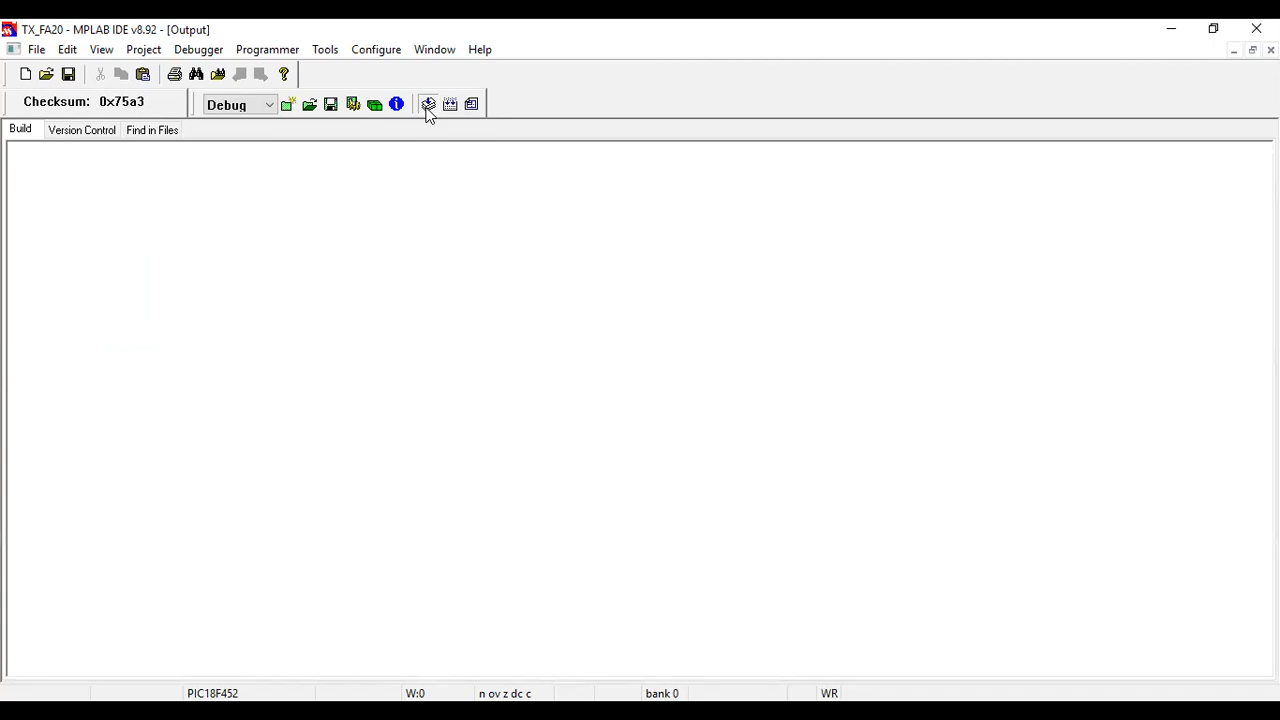 TX_FA20 - MPLAB IDE v8.92 - [Output]
File Edit View Project Debugger Programmer Tools Configure Window Help
Checksum: 0x75a3 Debug
Build Version Control Find in Files
PIC18F452 W:0 n ov z dc c bank 0 WR